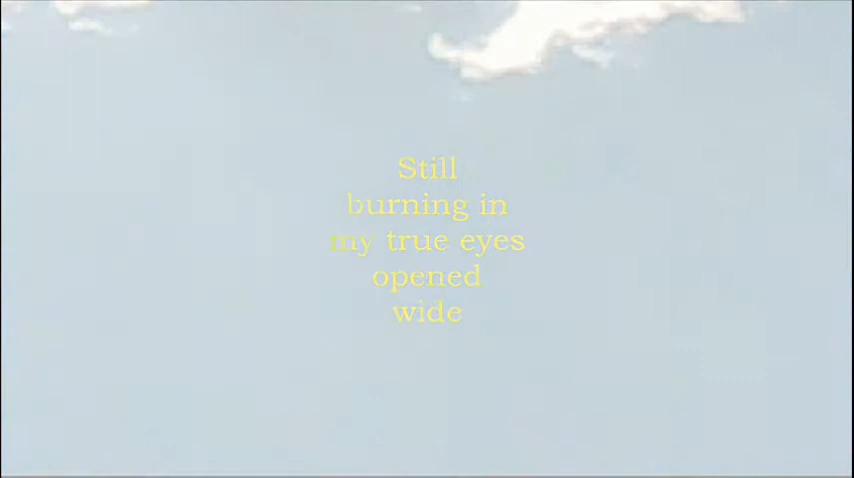 Still
burning in
my true eyes
opened
wide